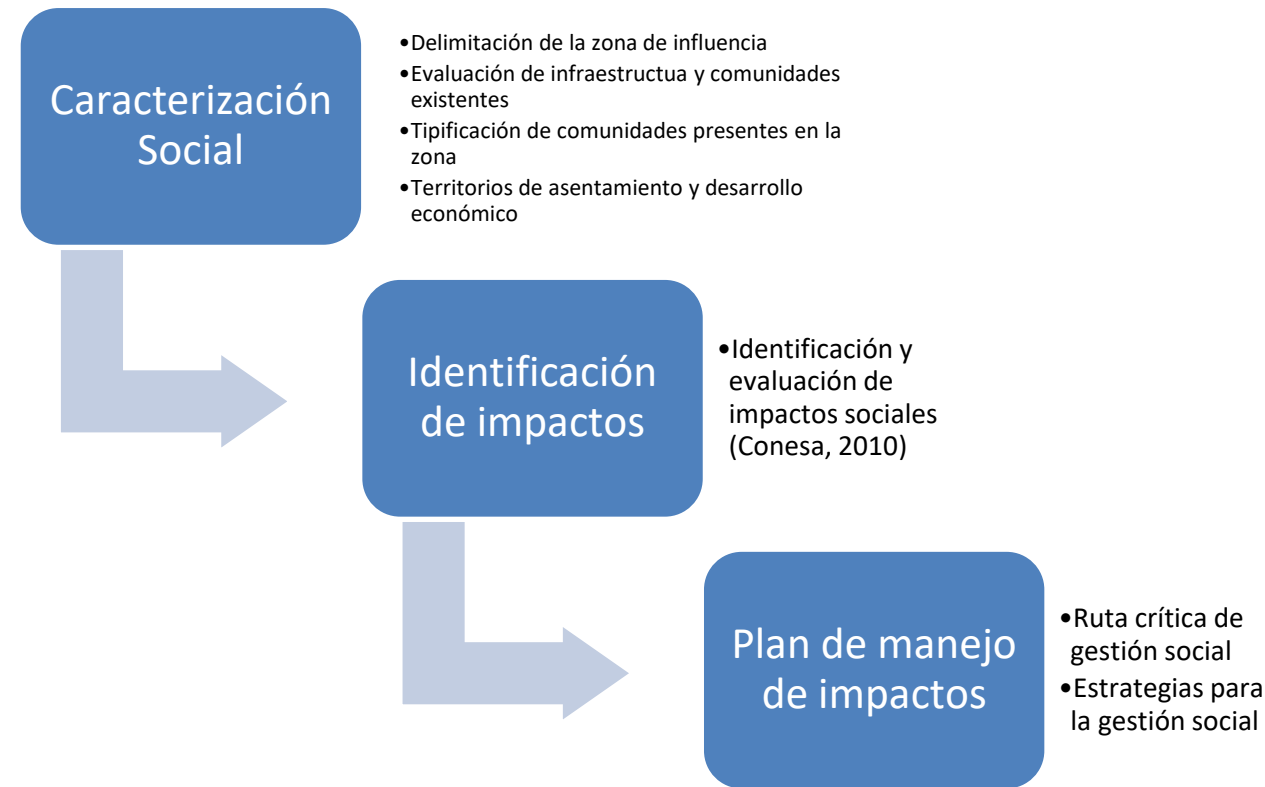 Caracterización
Social
•Delimitación de la zona de influencia
•Evaluación de infraestructua y comunidades
existentes
•Tipificación de comunidades presentes en la
zona
•Territorios de asentamiento y desarrollo
económico
Identificación
de impactos
•Identificación y
evaluación de
impactos sociales
(Conesa, 2010)
Plan de manejo
de impactos
•Ruta crítica de
gestión social
•Estrategias para
la gestión social